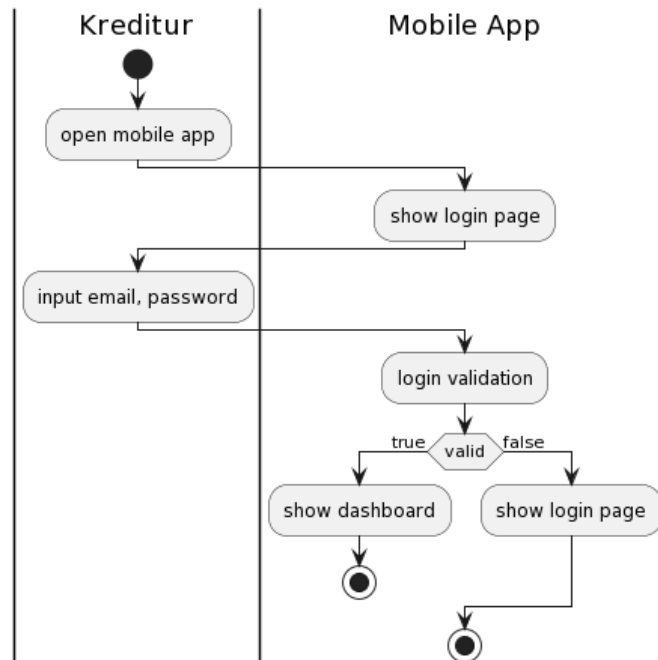 Kreditur
Mobile App
open mobile app
show login page
input email, password
login validation
true
valid
false
show dashboard
show login page